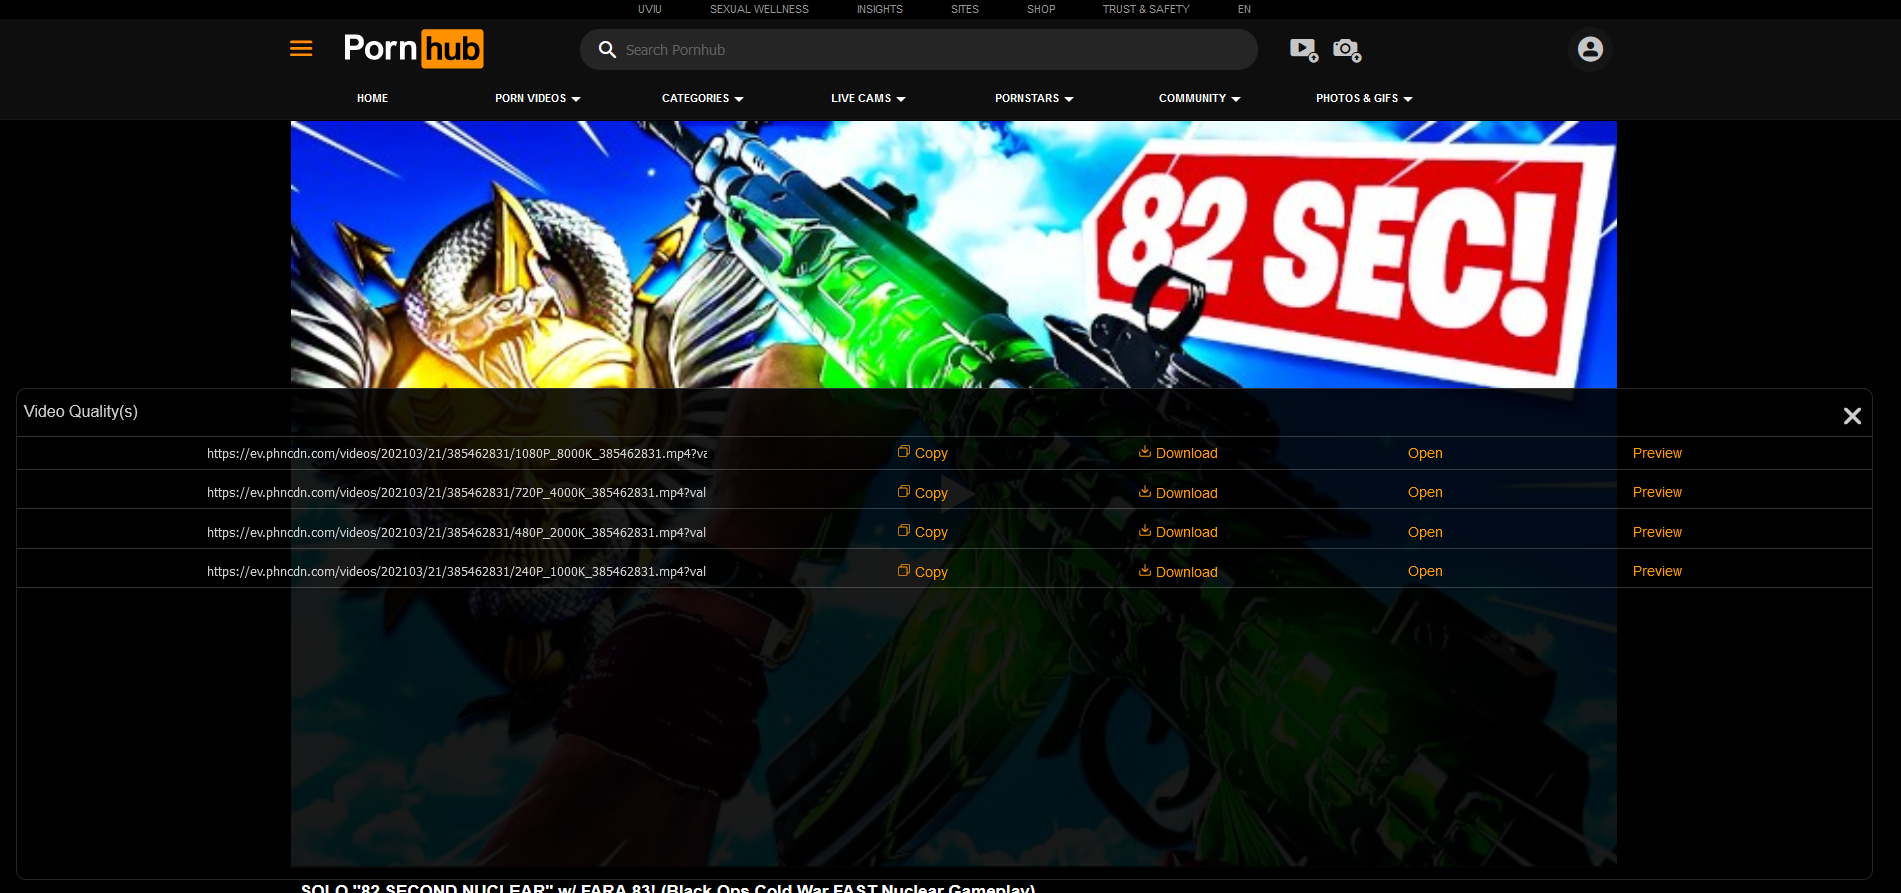 UVIU SEXUAL WELLNESS INSIGHTS SITES SHOP TRUST & SAFETY EN
Pornhub Search Pornhub
HOME PORN VIDEOS CATEGORIES LIVE CAMS PORNSTARS COMMUNITY PHOTOS & GIFS
82 SEC!
Video Quality(s)
https://ev.phncdn.com/videos/202103/21/385462831/1080P_8000K_385462831.mp4?va Copy Download Open Preview
https://ev.phncdn.com/videos/202103/21/385462831/720P_4000K_385462831.mp4?val Copy Download Open Preview
https://ev.phncdn.com/videos/202103/21/385462831/480P_2000K_385462831.mp4?val Copy Download Open Preview
https://ev.phncdn.com/videos/202103/21/385462831/240P_1000K_385462831.mp4?val Copy Download Open Preview
SOLO "82 SECOND NUCLEAR" w/ FARA 83! (Black Ops Cold War FAST Nuclear Gameplay)